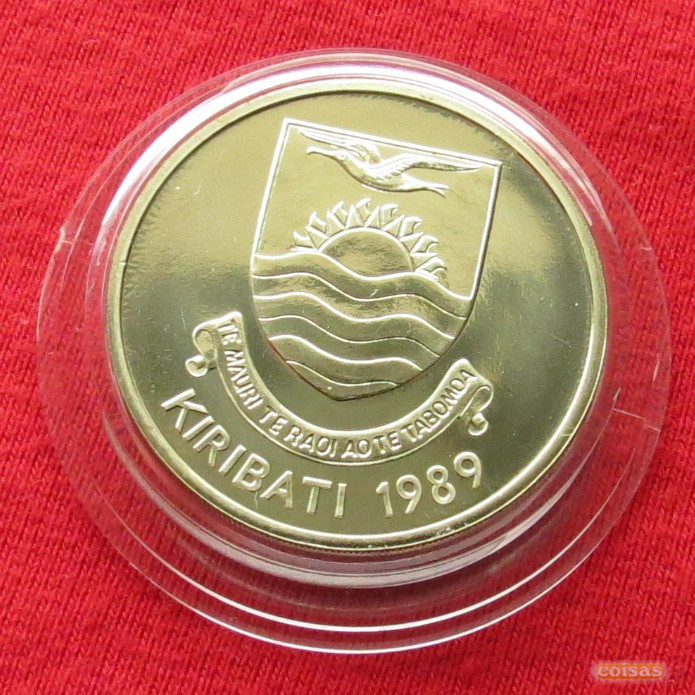 TE MAURI TE RAOI AO TE TABOMOA
KIRIBATI 1989
coisas